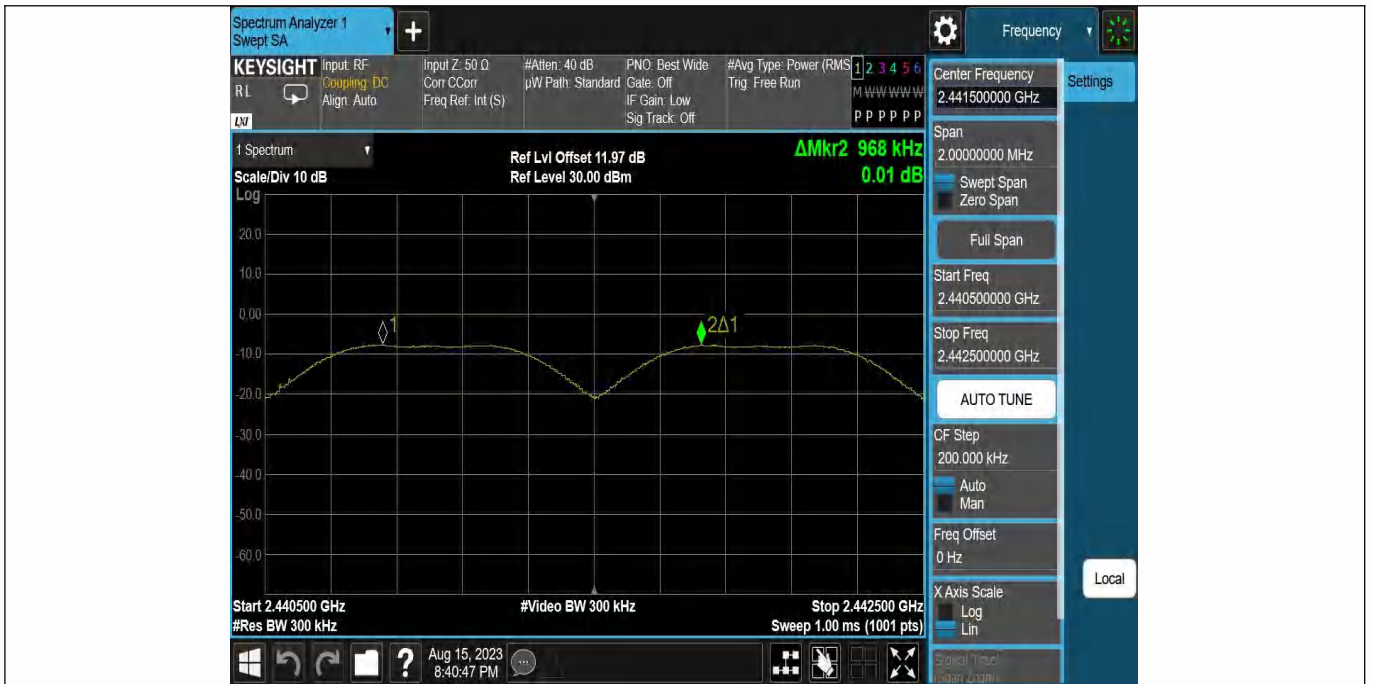 Spectrum Analyzer 1
Swept SA
+
Frequency
KEYSIGHT
RL
LXI
Input: RF
Coupling: DC
Align: Auto
Input Z: 50 Ω
Corr CCorr
Freq Ref: Int (S)
#Atten: 40 dB
µW Path: Standard
PNO: Best Wide
Gate: Off
IF Gain: Low
Sig Track: Off
#Avg Type: Power (RMS
Trig: Free Run
1 2 3 4 5 6
M W W W W W
P P P P P P
1 Spectrum
Scale/Div 10 dB
Ref Lvl Offset 11.97 dB
Ref Level 30.00 dBm
ΔMkr2 968 kHz
0.01 dB
Log
20.0
10.0
0.00
-10.0
-20.0
-30.0
-40.0
-50.0
-60.0
1
2Δ1
Start 2.440500 GHz
#Res BW 300 kHz
#Video BW 300 kHz
Stop 2.442500 GHz
Sweep 1.00 ms (1001 pts)
Center Frequency
2.441500000 GHz
Settings
Span
2.00000000 MHz
Swept Span
Zero Span
Full Span
Start Freq
2.440500000 GHz
Stop Freq
2.442500000 GHz
AUTO TUNE
CF Step
200.000 kHz
Auto
Man
Freq Offset
0 Hz
X Axis Scale
Log
Lin
Signal Track
(Span Zoom)
Local
?
Aug 15, 2023
8:40:47 PM